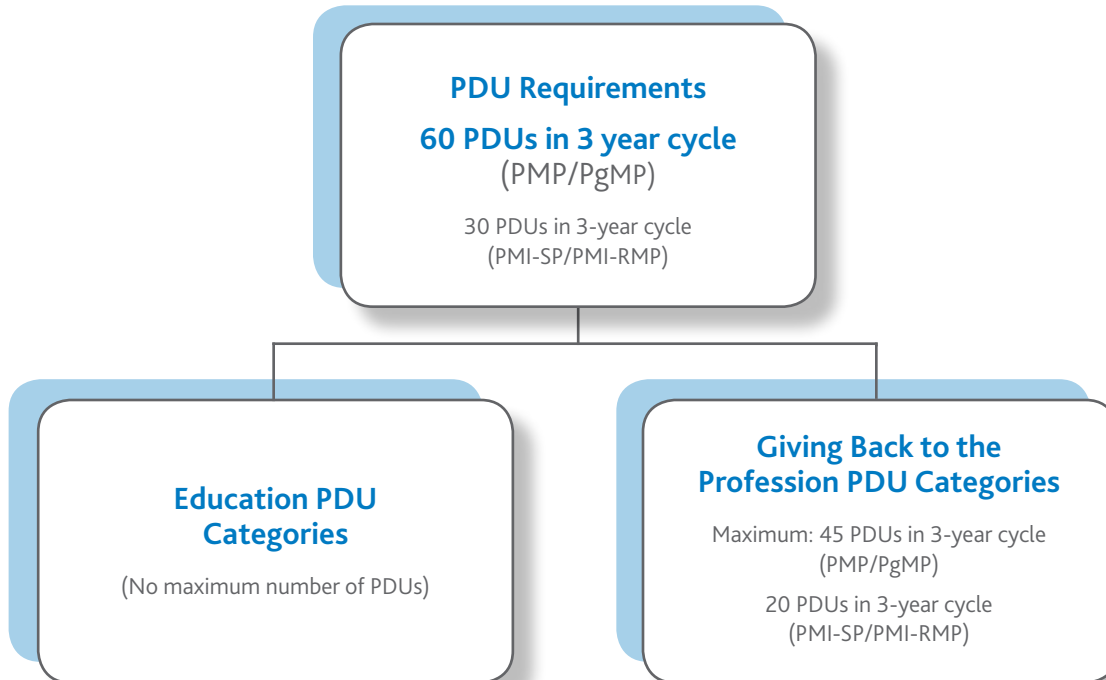 PDU Requirements
60 PDUs in 3 year cycle
(PMP/PgMP)
30 PDUs in 3-year cycle
(PMI-SP/PMI-RMP)
Education PDU
Categories
(No maximum number of PDUs)
Giving Back to the
Profession PDU Categories
Maximum: 45 PDUs in 3-year cycle
(PMP/PgMP)
20 PDUs in 3-year cycle
(PMI-SP/PMI-RMP)